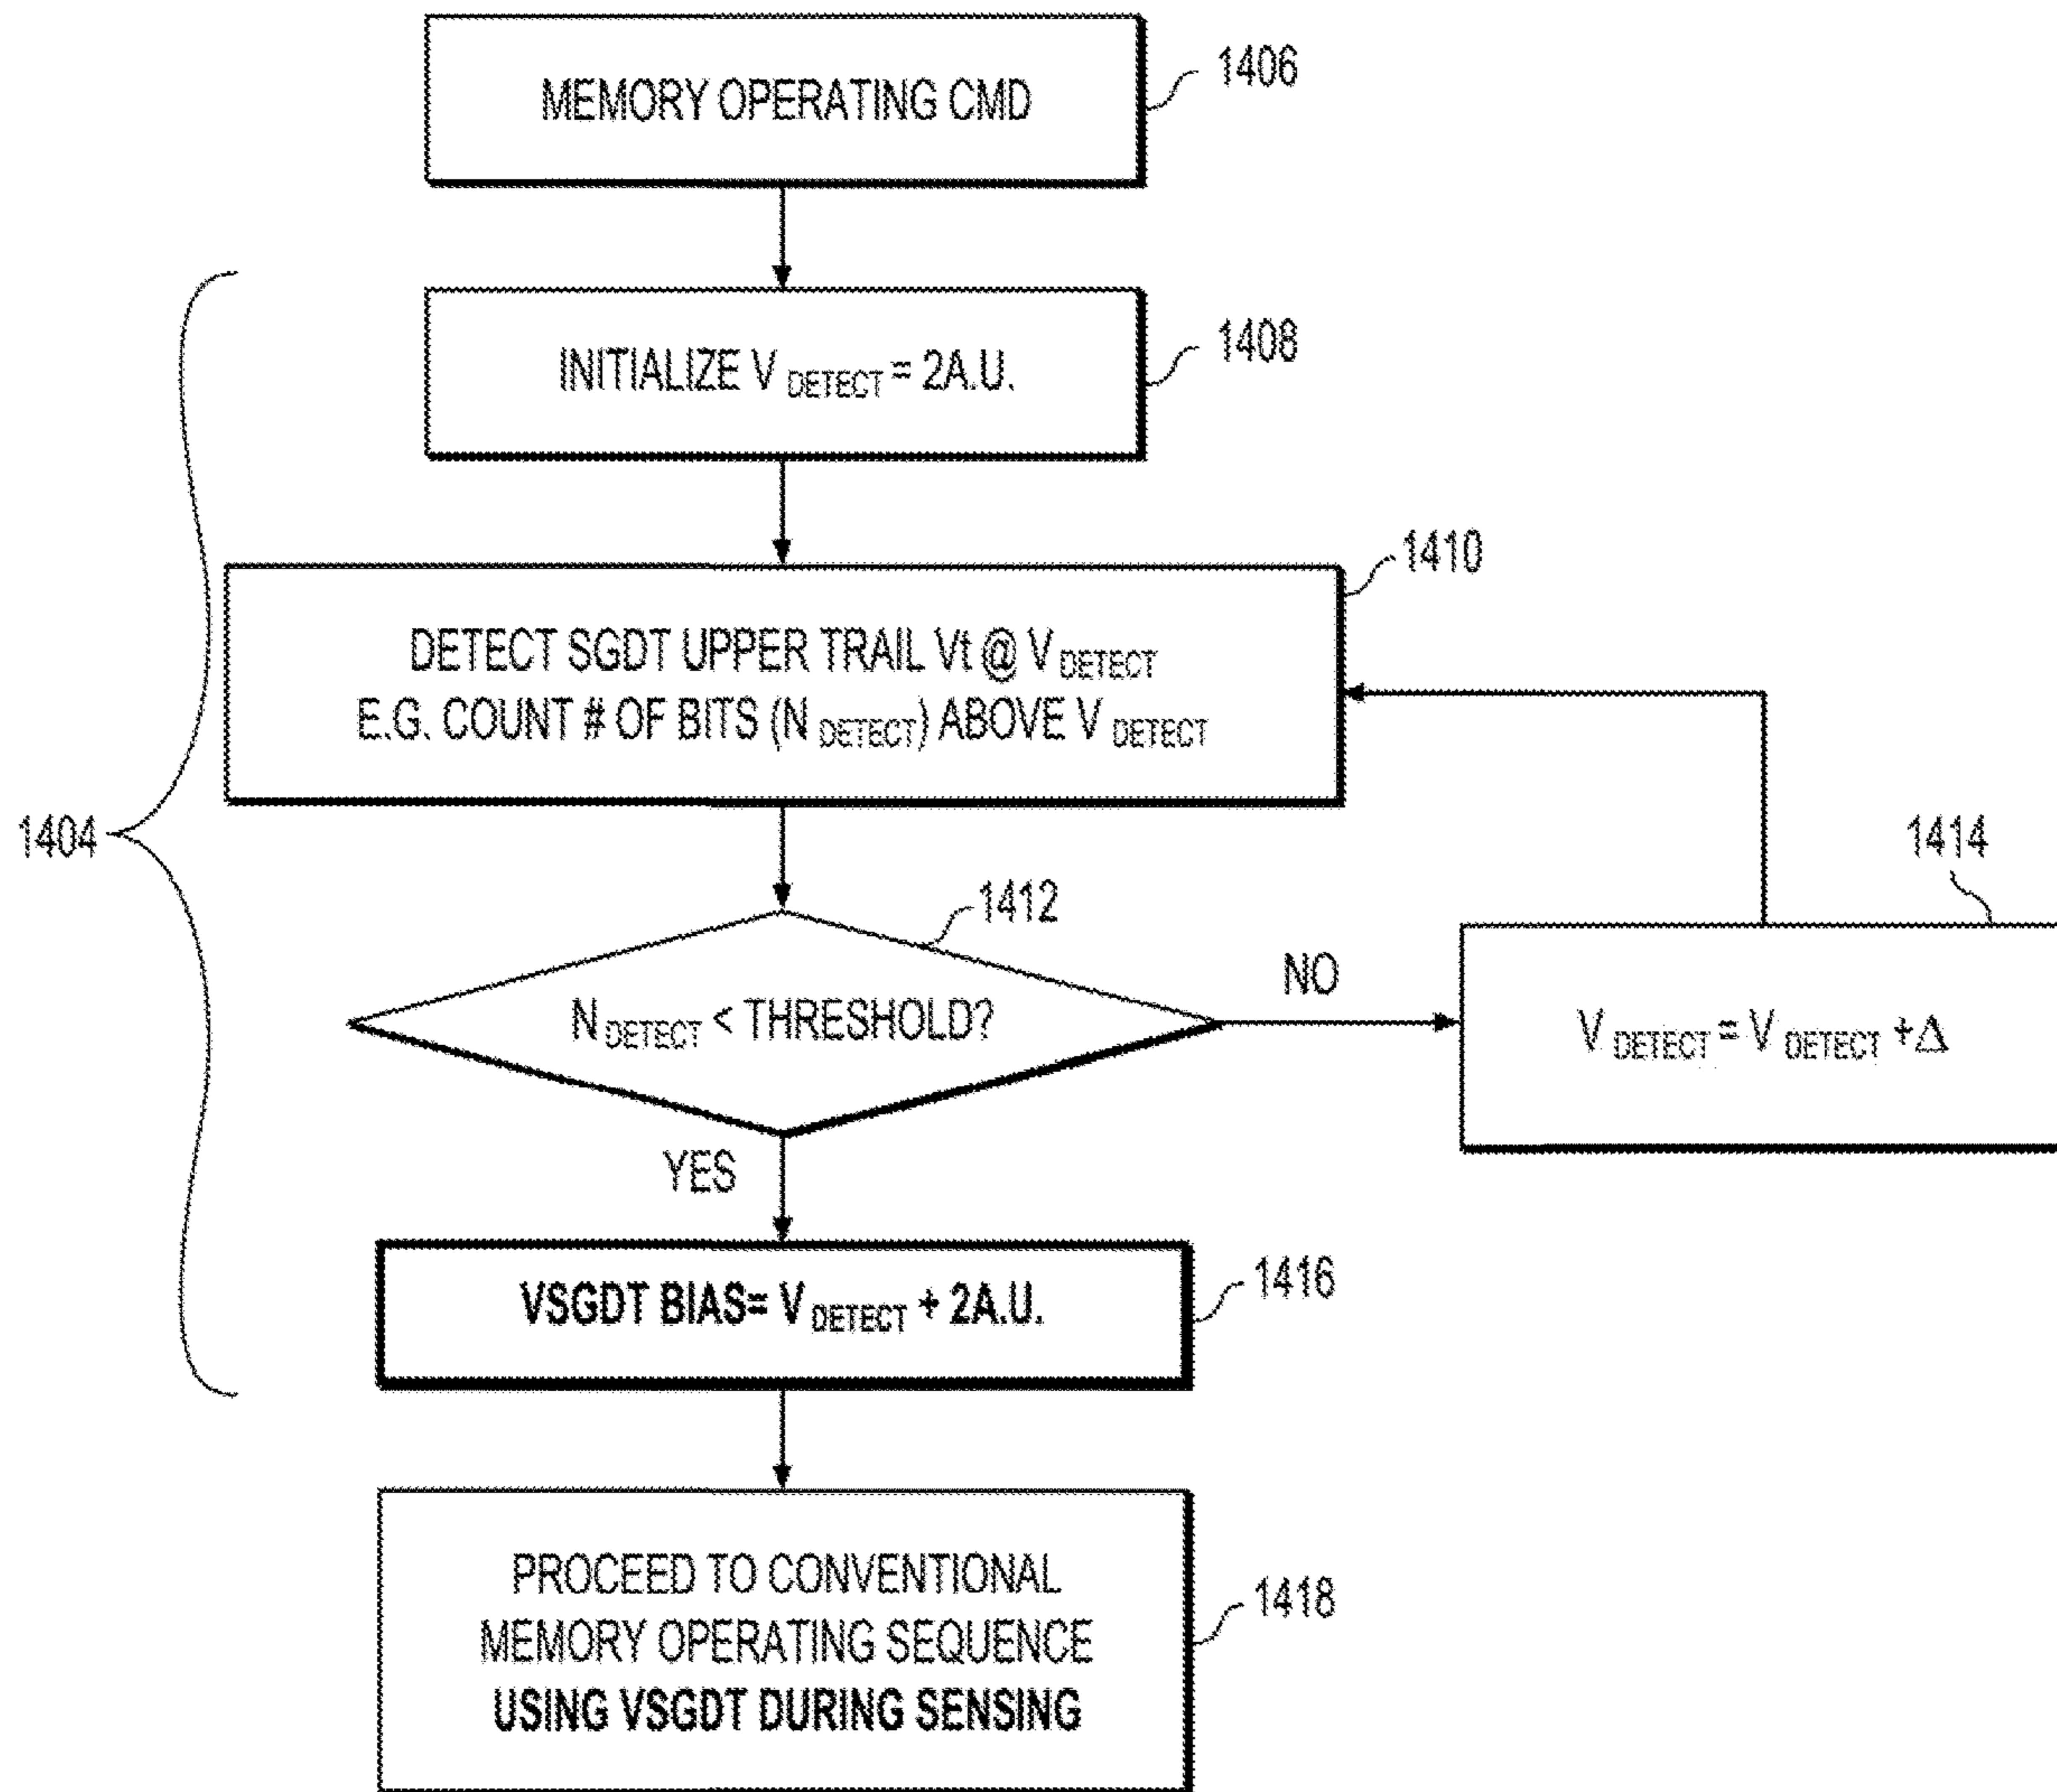 MEMORY OPERATING CMD
1406
INITIALIZE V DETECT = 2A.U.
1408
1410
DETECT SGDT UPPER TRAIL Vt @ V DETECT
E.G. COUNT # OF BITS (N DETECT) ABOVE V DETECT
1404
1412
1414
N DETECT < THRESHOLD?
NO
V DETECT = V DETECT +Δ
YES
VSGDT BIAS= V DETECT + 2A.U.
1416
PROCEED TO CONVENTIONAL
MEMORY OPERATING SEQUENCE
USING VSGDT DURING SENSING
1418